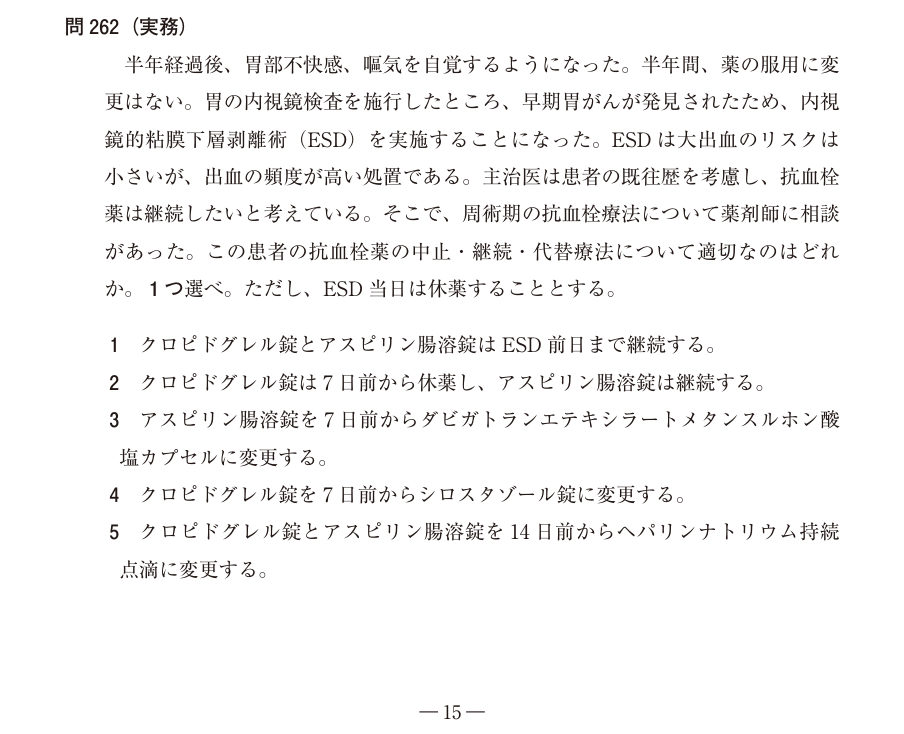 問 262（実務）
半年経過後、胃部不快感、嘔気を自覚するようになった。半年間、薬の服用に変
更はない。胃の内視鏡検査を施行したところ、早期胃がんが発見されたため、内視
鏡的粘膜下層剥離術（ESD）を実施することになった。ESD は大出血のリスクは
小さいが、出血の頻度が高い処置である。主治医は患者の既往歴を考慮し、抗血栓
薬は継続したいと考えている。そこで、周術期の抗血栓療法について薬剤師に相談
があった。この患者の抗血栓薬の中止・継続・代替療法について適切なのはどれ
か。1つ選べ。ただし、ESD 当日は休薬することとする。
1 クロピドグレル錠とアスピリン腸溶錠は ESD 前日まで継続する。
2 クロピドグレル錠は 7 日前から休薬し、アスピリン腸溶錠は継続する。
3 アスピリン腸溶錠を 7 日前からダビガトランエテキシラートメタンスルホン酸
塩カプセルに変更する。
4 クロピドグレル錠を 7 日前からシロスタゾール錠に変更する。
5 クロピドグレル錠とアスピリン腸溶錠を 14 日前からヘパリンナトリウム持続
点滴に変更する。
― 15 ―